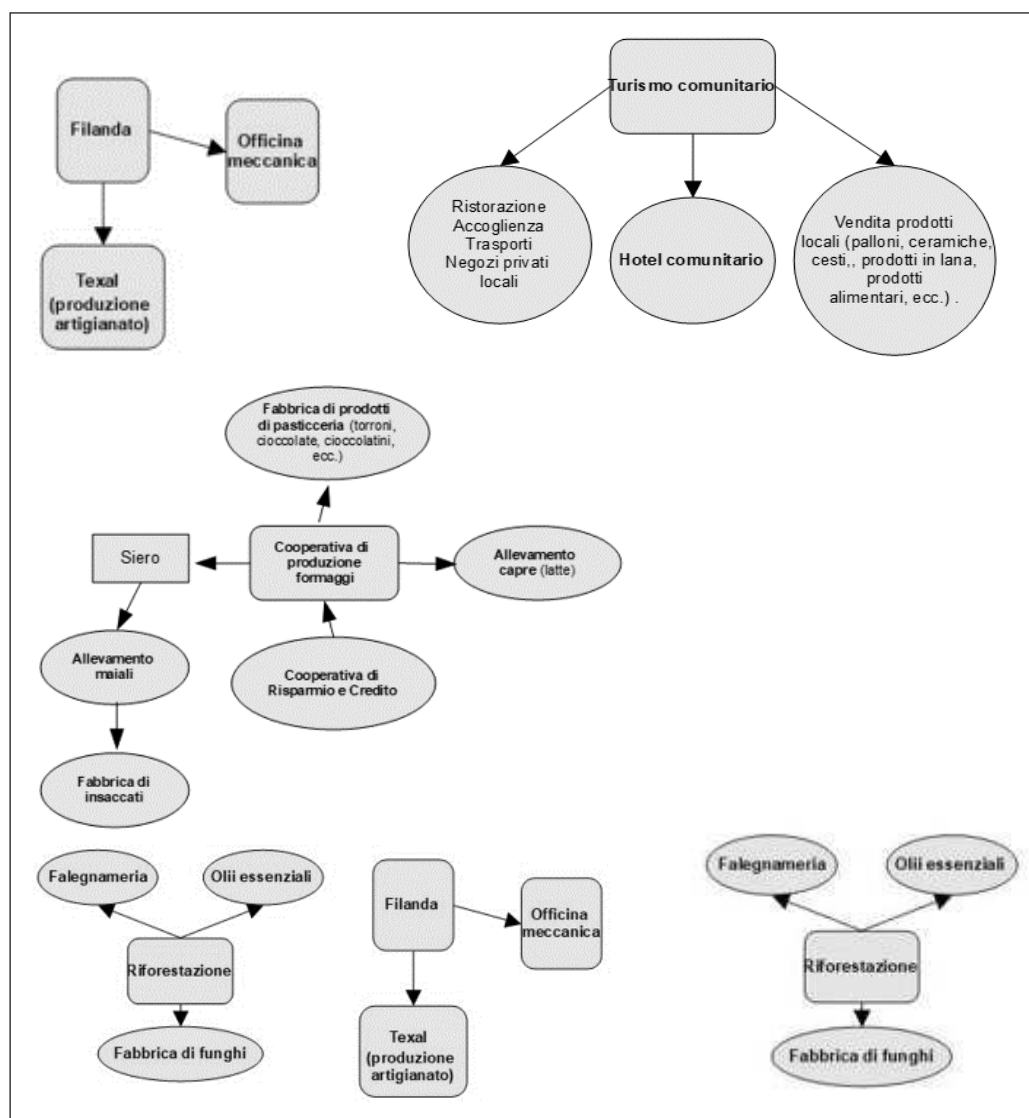 Filanda
Officina
meccanica
Texal
(produzione
artigianato)
Turismo comunitario
Ristorazione
Accoglienza
Trasporti
Negozi privati
locali
Hotel comunitario
Vendita prodotti
locali (palloni, ceramiche,
cesti,, prodotti in lana,
prodotti
alimentari, ecc.) .
Fabbrica di prodotti
di pasticceria (torroni,
cioccolate, cioccolatini,
ecc.)
Siero
Cooperativa di
produzione
formaggi
Allevamento
capre (latte)
Allevamento
maiali
Cooperativa di
Risparmio e Credito
Fabbrica di
insaccati
Falegnameria
Olii essenziali
Riforestazione
Fabbrica di funghi
Filanda
Officina
meccanica
Texal
(produzione
artigianato)
Falegnameria
Olii essenziali
Riforestazione
Fabbrica di funghi